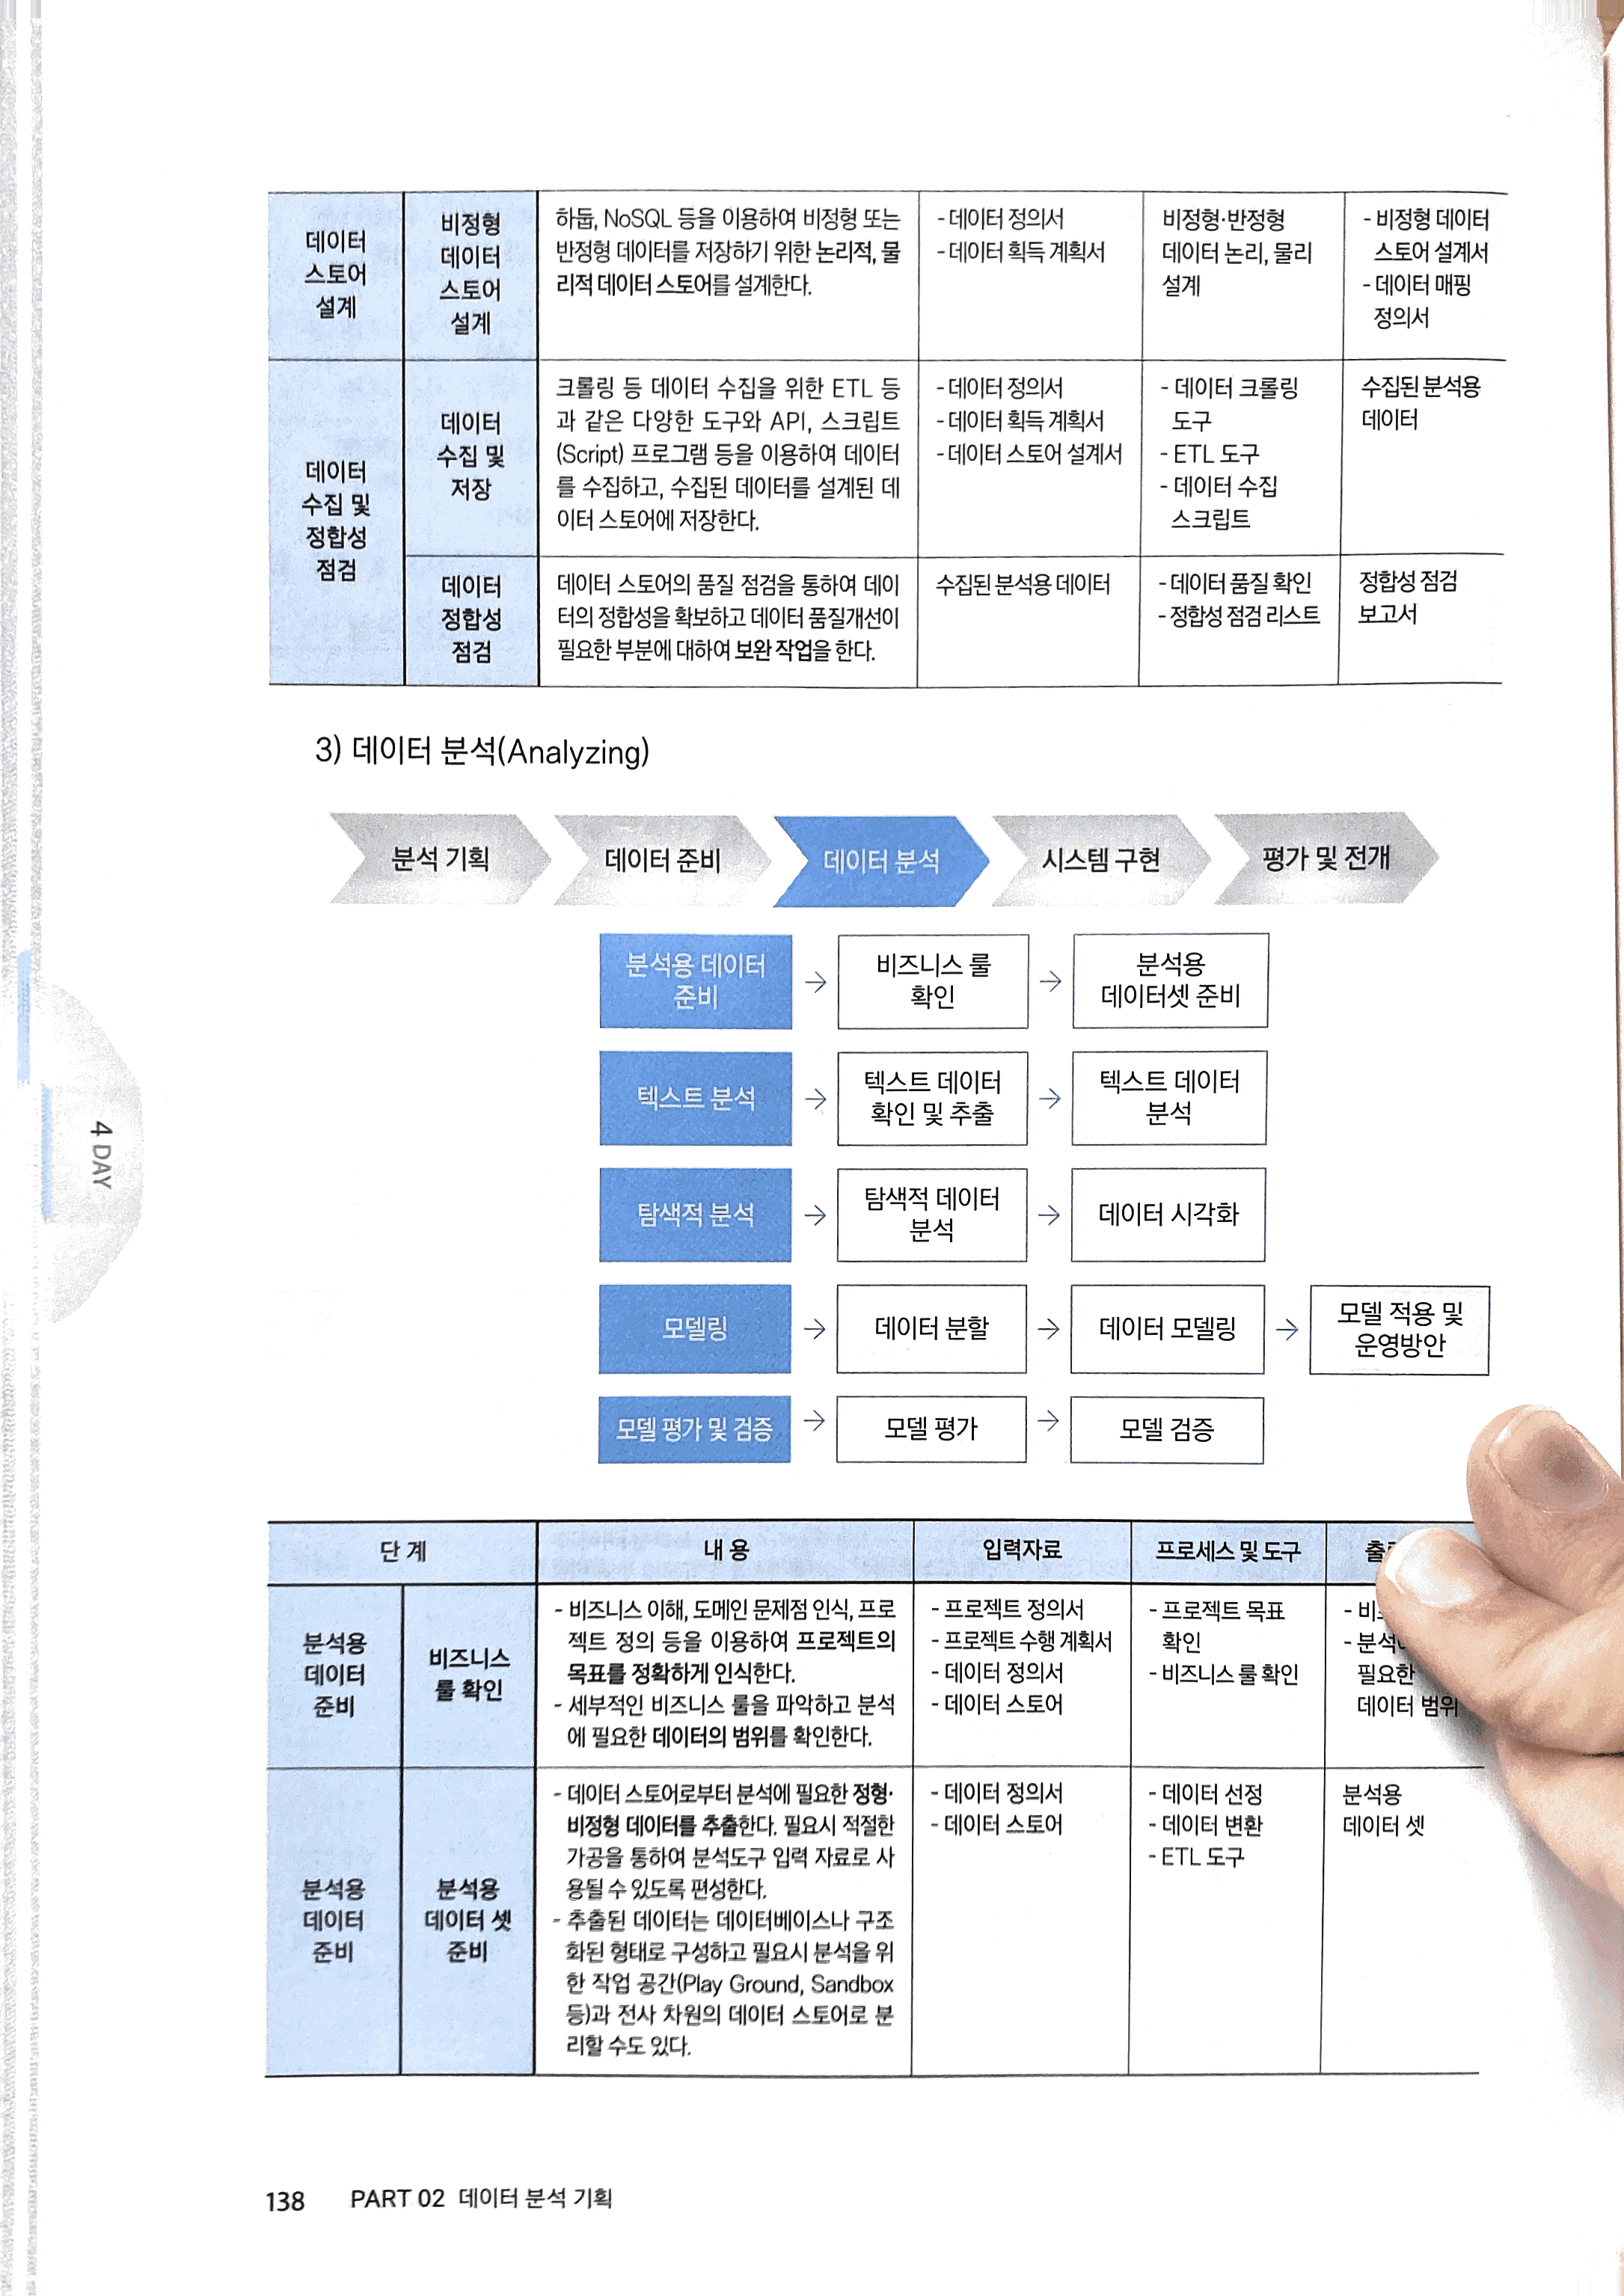 데이터
스토어
설계
비정형
데이터
스토어
설계
하둡, NoSQL 등을 이용하여 비정형 또는
반정형 데이터를 저장하기 위한 논리적, 물
리적 데이터 스토어를 설계한다.
- 데이터 정의서
- 데이터 획득 계획서
비정형·반정형
데이터 논리, 물리
설계
- 비정형 데이터
스토어 설계서
- 데이터 매핑
정의서
데이터
수집 및
정합성
점검
데이터
수집 및
저장
크롤링 등 데이터 수집을 위한 ETL 등
과 같은 다양한 도구와 API, 스크립트
(Script) 프로그램 등을 이용하여 데이터
를 수집하고, 수집된 데이터를 설계된 데
이터 스토어에 저장한다.
- 데이터 정의서
- 데이터 획득 계획서
- 데이터 스토어 설계서
- 데이터 크롤링
도구
- ETL 도구
- 데이터 수집
스크립트
수집된 분석용
데이터
데이터
정합성
점검
데이터 스토어의 품질 점검을 통하여 데이
터의 정합성을 확보하고 데이터 품질개선이
필요한 부분에 대하여 보완 작업을 한다.
수집된 분석용 데이터
- 데이터 품질 확인
- 정합성 점검 리스트
정합성 점검
보고서
3) 데이터 분석(Analyzing)
분석 기획
데이터 준비
데이터 분석
시스템 구현
평가 및 전개
분석용 데이터
준비
→
비즈니스 룰
확인
→
분석용
데이터셋 준비
텍스트 분석
→
텍스트 데이터
확인 및 추출
→
텍스트 데이터
분석
탐색적 분석
→
탐색적 데이터
분석
→
데이터 시각화
모델링
→
데이터 분할
→
데이터 모델링
→
모델 적용 및
운영방안
모델 평가 및 검증
→
모델 평가
→
모델 검증
4 DAY
단 계
내 용
입력자료
프로세스 및 도구
분석용
데이터
준비
비즈니스
룰 확인
- 비즈니스 이해, 도메인 문제점 인식, 프로
젝트 정의 등을 이용하여 프로젝트의
목표를 정확하게 인식한다.
- 세부적인 비즈니스 룰을 파악하고 분석
에 필요한 데이터의 범위를 확인한다.
- 프로젝트 정의서
- 프로젝트 수행 계획서
- 데이터 정의서
- 데이터 스토어
- 프로젝트 목표
확인
- 비즈니스 룰 확인
필요한
데이터 범위
분석용
데이터
준비
분석용
데이터 셋
준비
- 데이터 스토어로부터 분석에 필요한 정형·
비정형 데이터를 추출한다. 필요시 적절한
가공을 통하여 분석도구 입력 자료로 사
용될 수 있도록 편성한다.
- 추출된 데이터는 데이터베이스나 구조
화된 형태로 구성하고 필요시 분석을 위
한 작업 공간(Play Ground, Sandbox
등)과 전사 차원의 데이터 스토어로 분
리할 수도 있다.
- 데이터 정의서
- 데이터 스토어
- 데이터 선정
- 데이터 변환
- ETL 도구
분석용
데이터 셋
138 PART 02 데이터 분석 기획